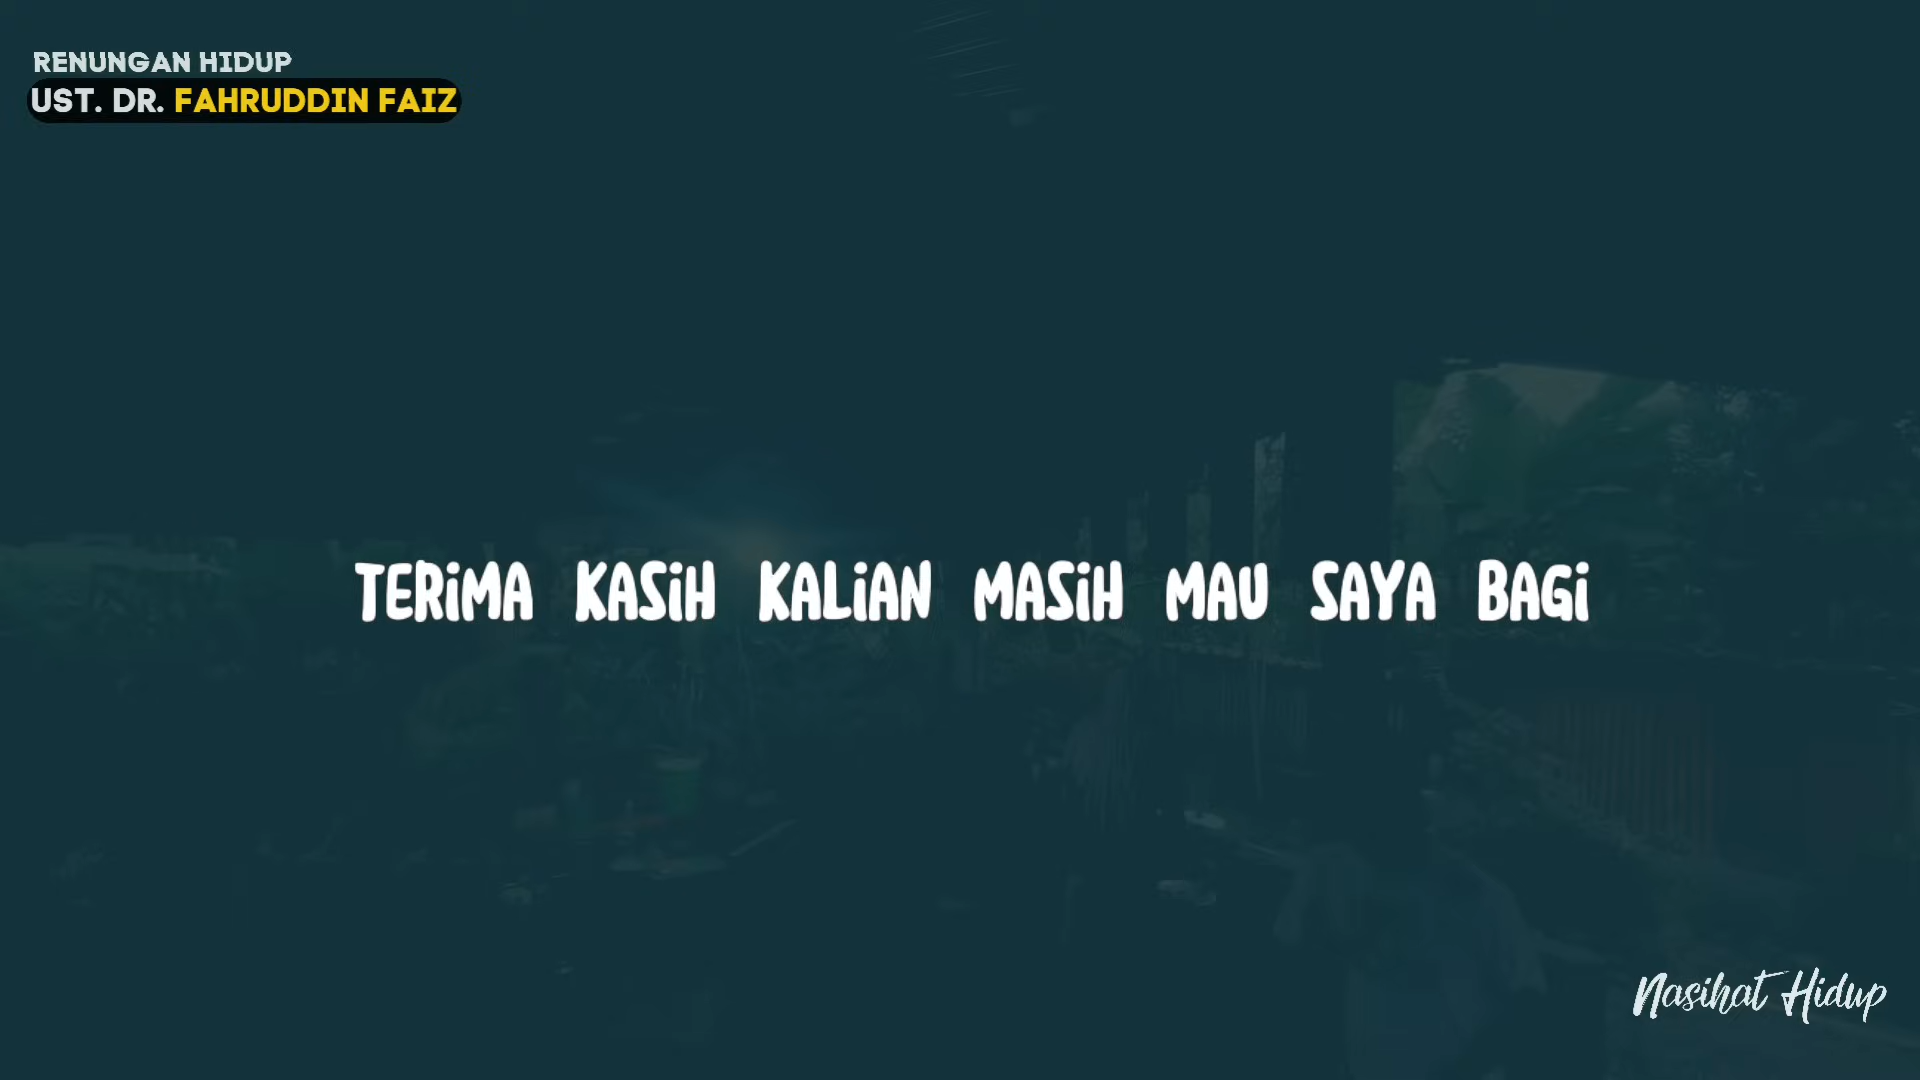 RENUNGAN HIDUP
UST. DR. FAHRUDDIN FAIZ
TERIMA KASIH KALIAN MASIH MAU SAYA BAGI
Nasihat Hidup